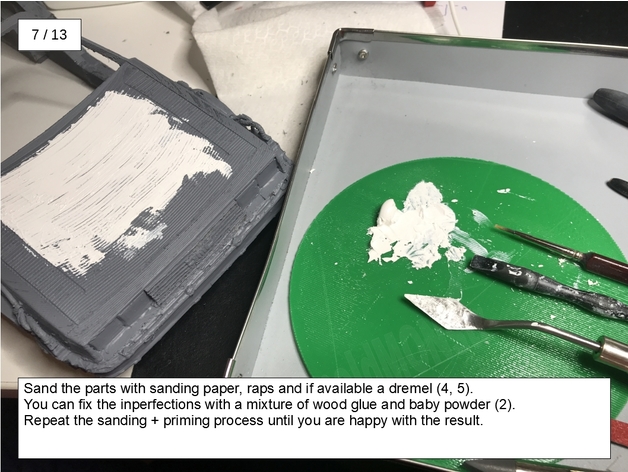 7 / 13
Sand the parts with sanding paper, raps and if available a dremel (4, 5).
You can fix the inperfections with a mixture of wood glue and baby powder (2).
Repeat the sanding + priming process until you are happy with the result.